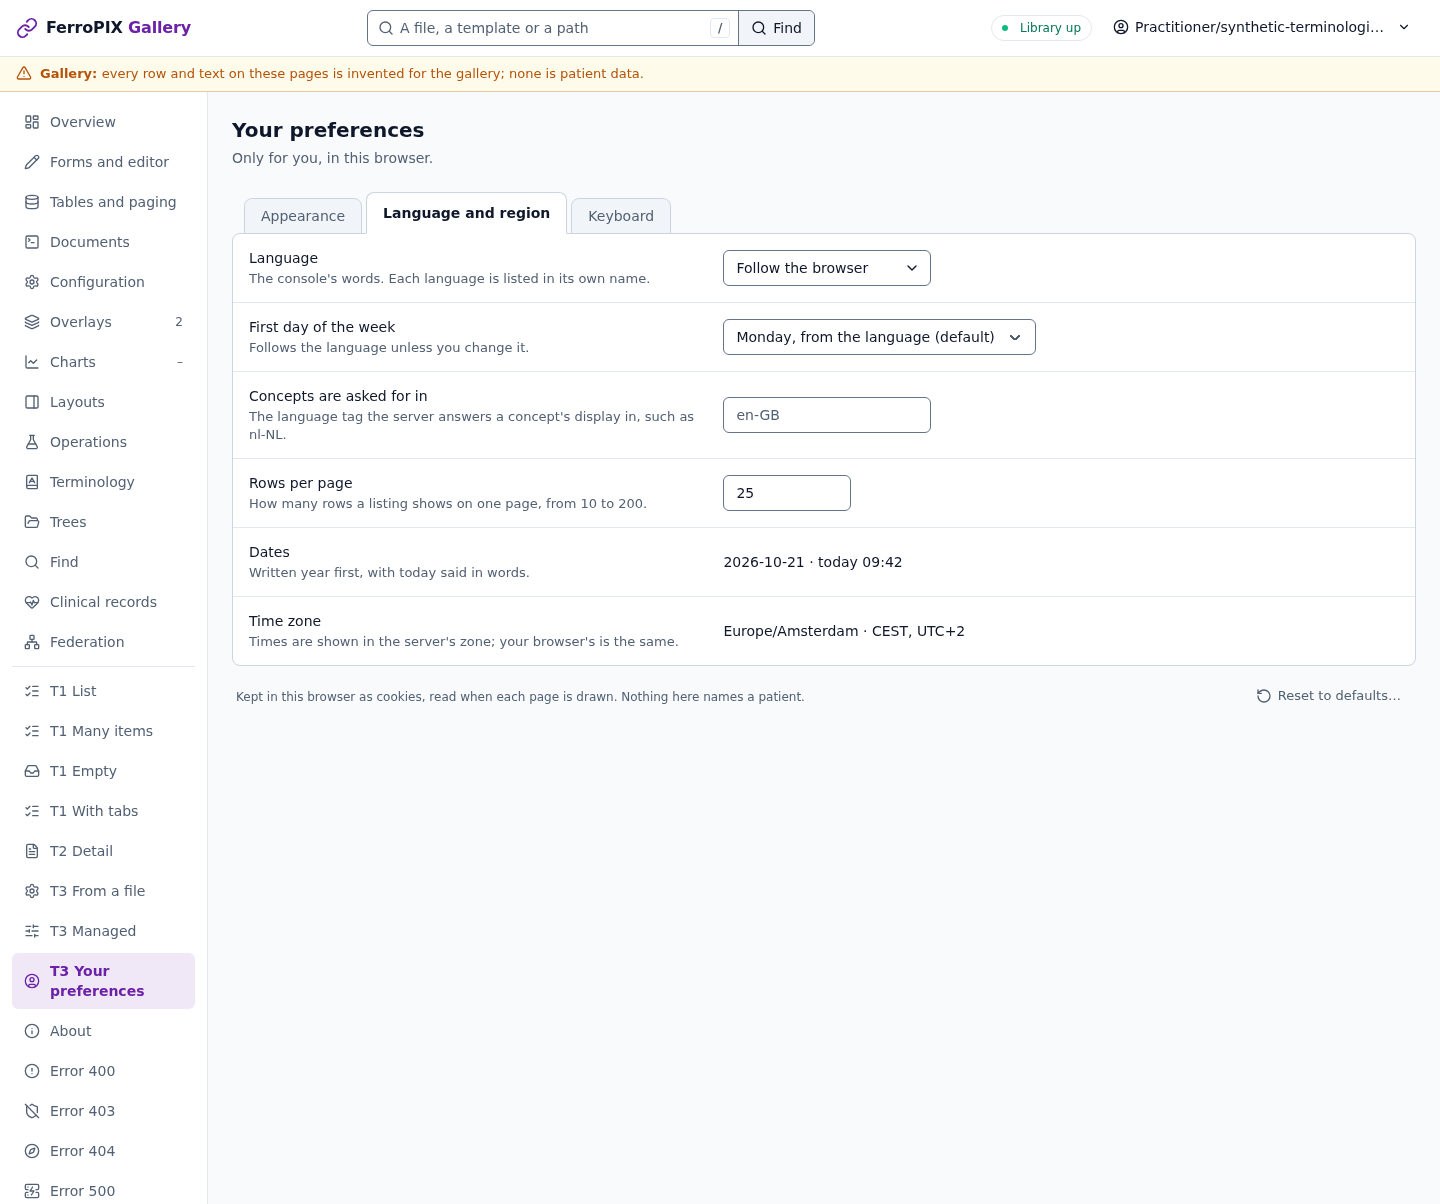 FerroPIX Gallery
A file, a template or a path
/
Find
Library up
Practitioner/synthetic-terminologi…
Gallery: every row and text on these pages is invented for the gallery; none is patient data.
Overview
Forms and editor
Tables and paging
Documents
Configuration
Overlays 2
Charts –
Layouts
Operations
Terminology
Trees
Find
Clinical records
Federation
T1 List
T1 Many items
T1 Empty
T1 With tabs
T2 Detail
T3 From a file
T3 Managed
T3 Your
preferences
About
Error 400
Error 403
Error 404
Error 500
Your preferences
Only for you, in this browser.
Appearance
Language and region
Keyboard
Language
The console's words. Each language is listed in its own name.
Follow the browser
First day of the week
Follows the language unless you change it.
Monday, from the language (default)
Concepts are asked for in
The language tag the server answers a concept's display in, such as
nl-NL.
en-GB
Rows per page
How many rows a listing shows on one page, from 10 to 200.
25
Dates
Written year first, with today said in words.
2026-10-21 · today 09:42
Time zone
Times are shown in the server's zone; your browser's is the same.
Europe/Amsterdam · CEST, UTC+2
Kept in this browser as cookies, read when each page is drawn. Nothing here names a patient.
Reset to defaults…